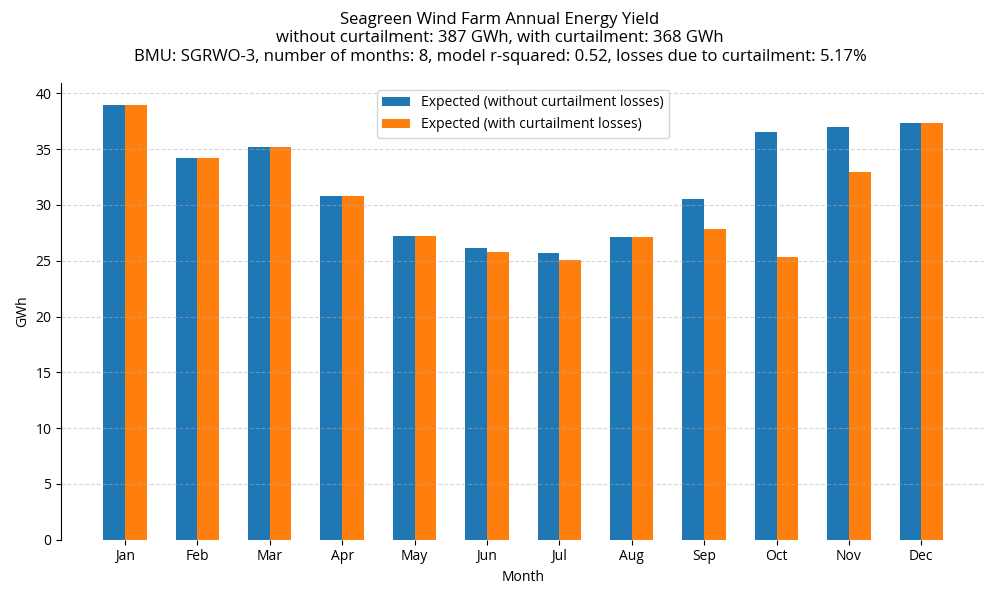 Seagreen Wind Farm Annual Energy Yield
without curtailment: 387 GWh, with curtailment: 368 GWh
BMU: SGRWO-3, number of months: 8, model r-squared: 0.52, losses due to curtailment: 5.17%
Expected (without curtailment losses)
Expected (with curtailment losses)
GWh
40
35
30
25
20
15
10
5
0
Jan Feb Mar Apr May Jun Jul Aug Sep Oct Nov Dec
Month